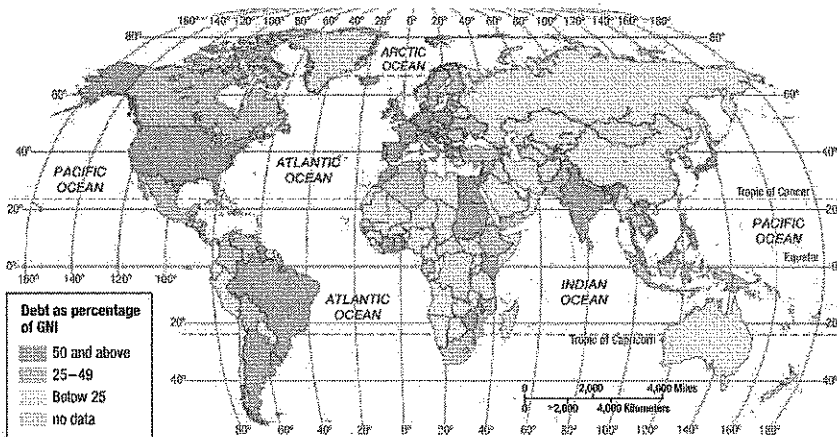 160° 140° 120° 100° 80° 60° 40° 20° 0° 20° 40° 60° 80° 100° 120° 140° 160° 180°
ARCTIC
OCEAN
60° 60°
40° 40°
PACIFIC
OCEAN
ATLANTIC
OCEAN
Tropic of Cancer
20° 20°
PACIFIC
OCEAN
Equator
0° 0°
160° 140° 120° 100°
ATLANTIC
OCEAN
INDIAN
OCEAN
Debt as percentage
of GNI
50 and above
25–49
Below 25
no data
20° 20°
Tropic of Capricorn
40° 40°
0 2,000 4,000 Miles
0 2,000 4,000 Kilometers
80° 60° 40° 20° 0° 20° 40° 60° 80° 100° 120° 140° 160° 180°